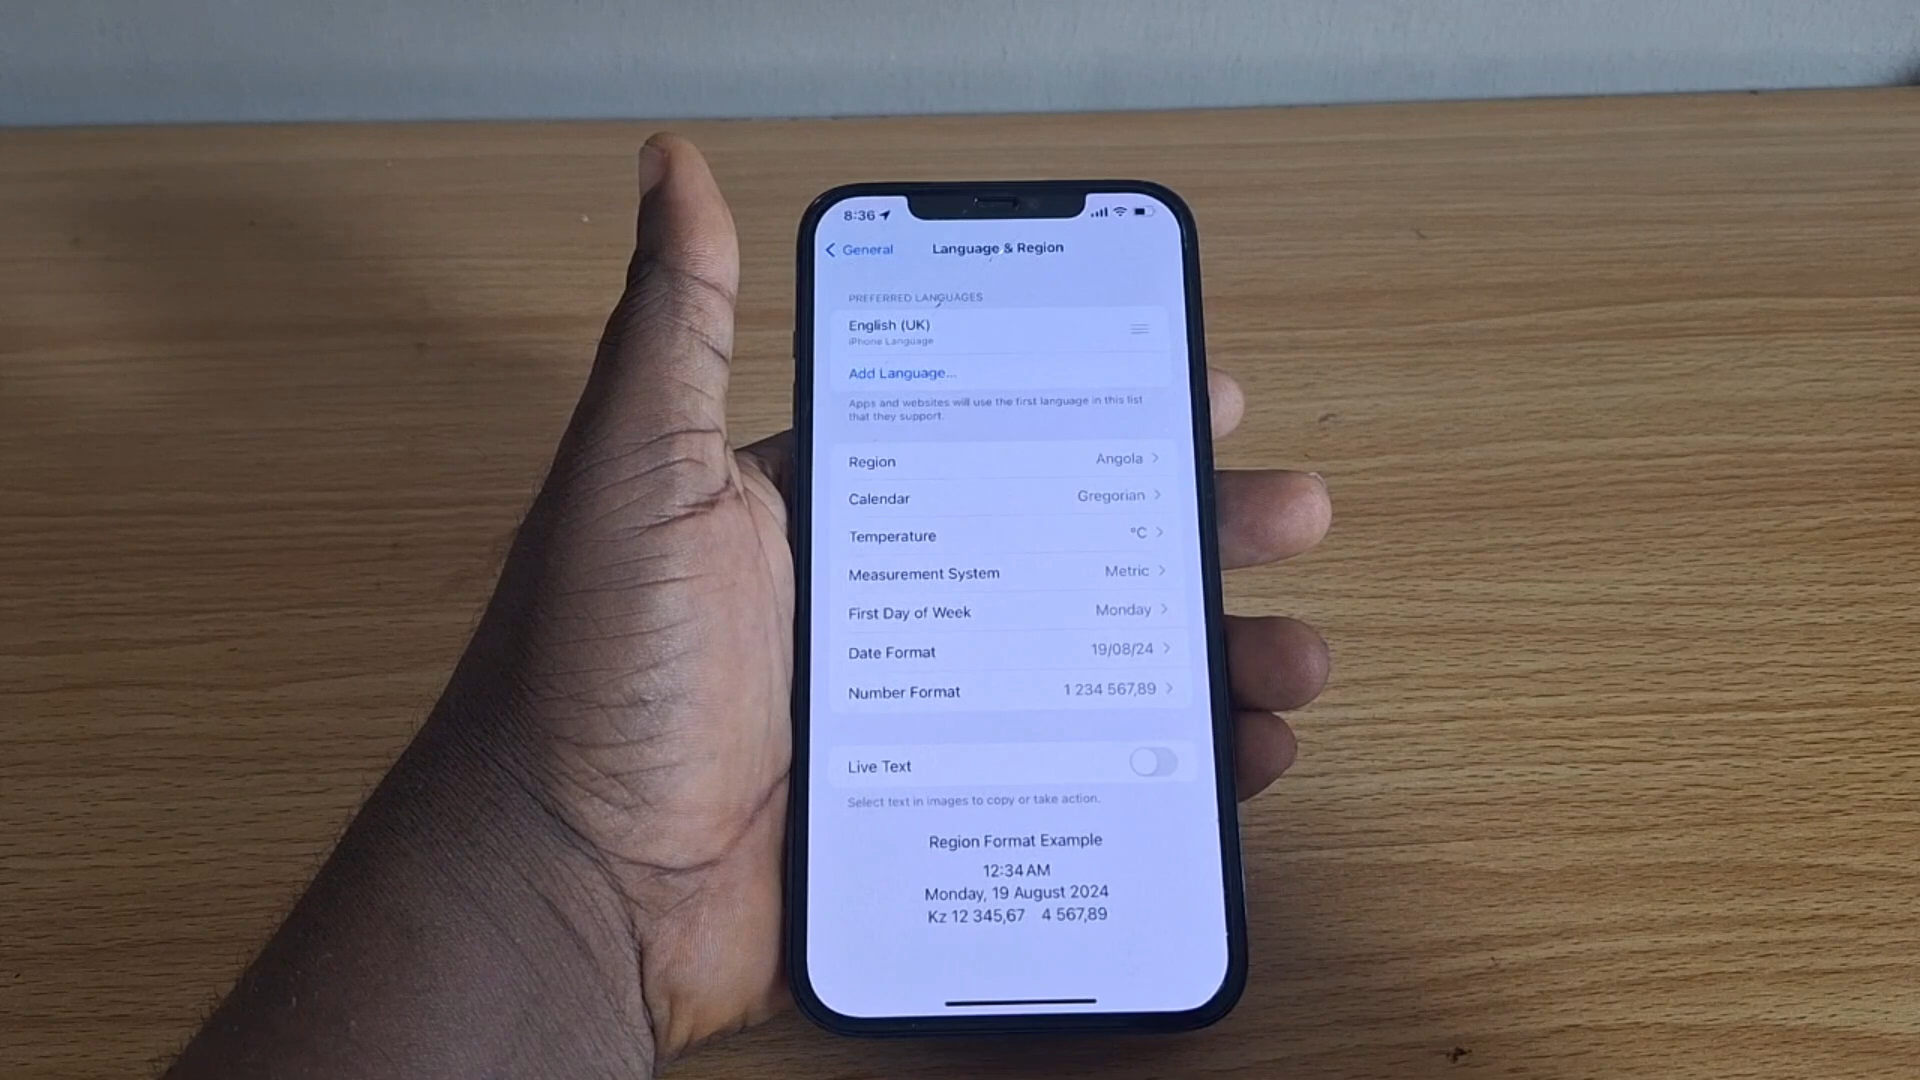 8:36
General
Language & Region
PREFERRED LANGUAGES
English (UK)
iPhone Language
Add Language...
Apps and websites will use the first language in this list
that they support.
Region Angola
Calendar Gregorian
Temperature °C
Measurement System Metric
First Day of Week Monday
Date Format 19/08/24
Number Format 1 234 567,89
Live Text
Select text in images to copy or take action.
Region Format Example
12:34 AM
Monday, 19 August 2024
Kz 12 345,67 4 567,89